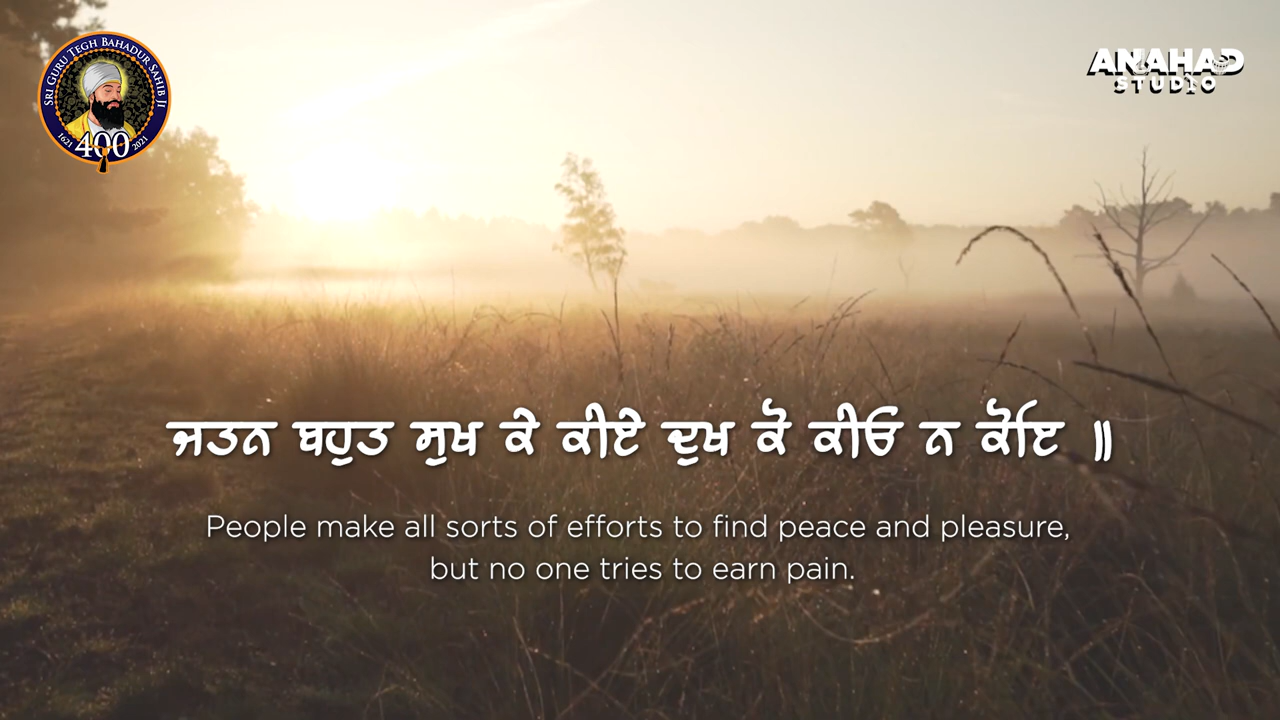 SRI GURU TEGH BAHADUR SAHIB JI
1621 400 2021
ANAHAD
STUDIO
ਜਤਨ ਬਹੁਤ ਸੁਖ ਕੇ ਕੀਏ ਦੁਖ ਕੋ ਕੀਓ ਨ ਕੋਇ ॥
People make all sorts of efforts to find peace and pleasure,
but no one tries to earn pain.